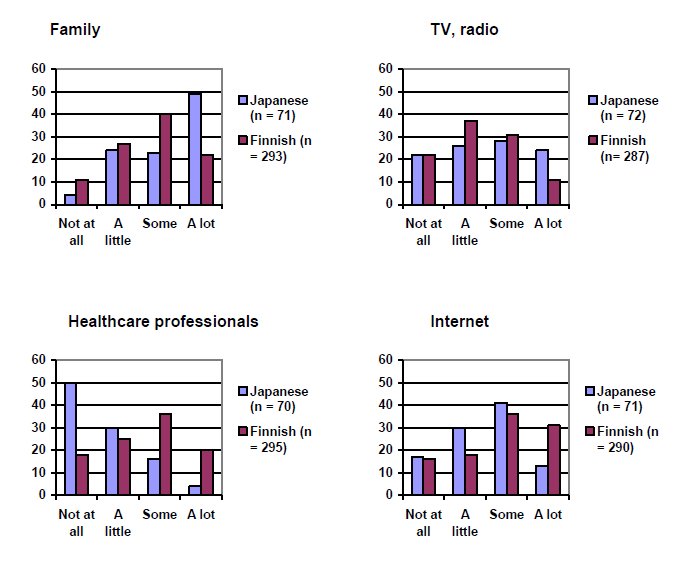 Family
60
50
40
30
20
10
0
Not at all
A little
Some
A lot
Japanese
(n = 71)
Finnish (n
= 293)
TV, radio
60
50
40
30
20
10
0
Not at all
A little
Some
A lot
Japanese
(n = 72)
Finnish
(n= 287)
Healthcare professionals
60
50
40
30
20
10
0
Not at all
A little
Some
A lot
Japanese
(n = 70)
Finnish (n
= 295)
Internet
60
50
40
30
20
10
0
Not at all
A little
Some
A lot
Japanese
(n = 71)
Finnish (n
= 290)